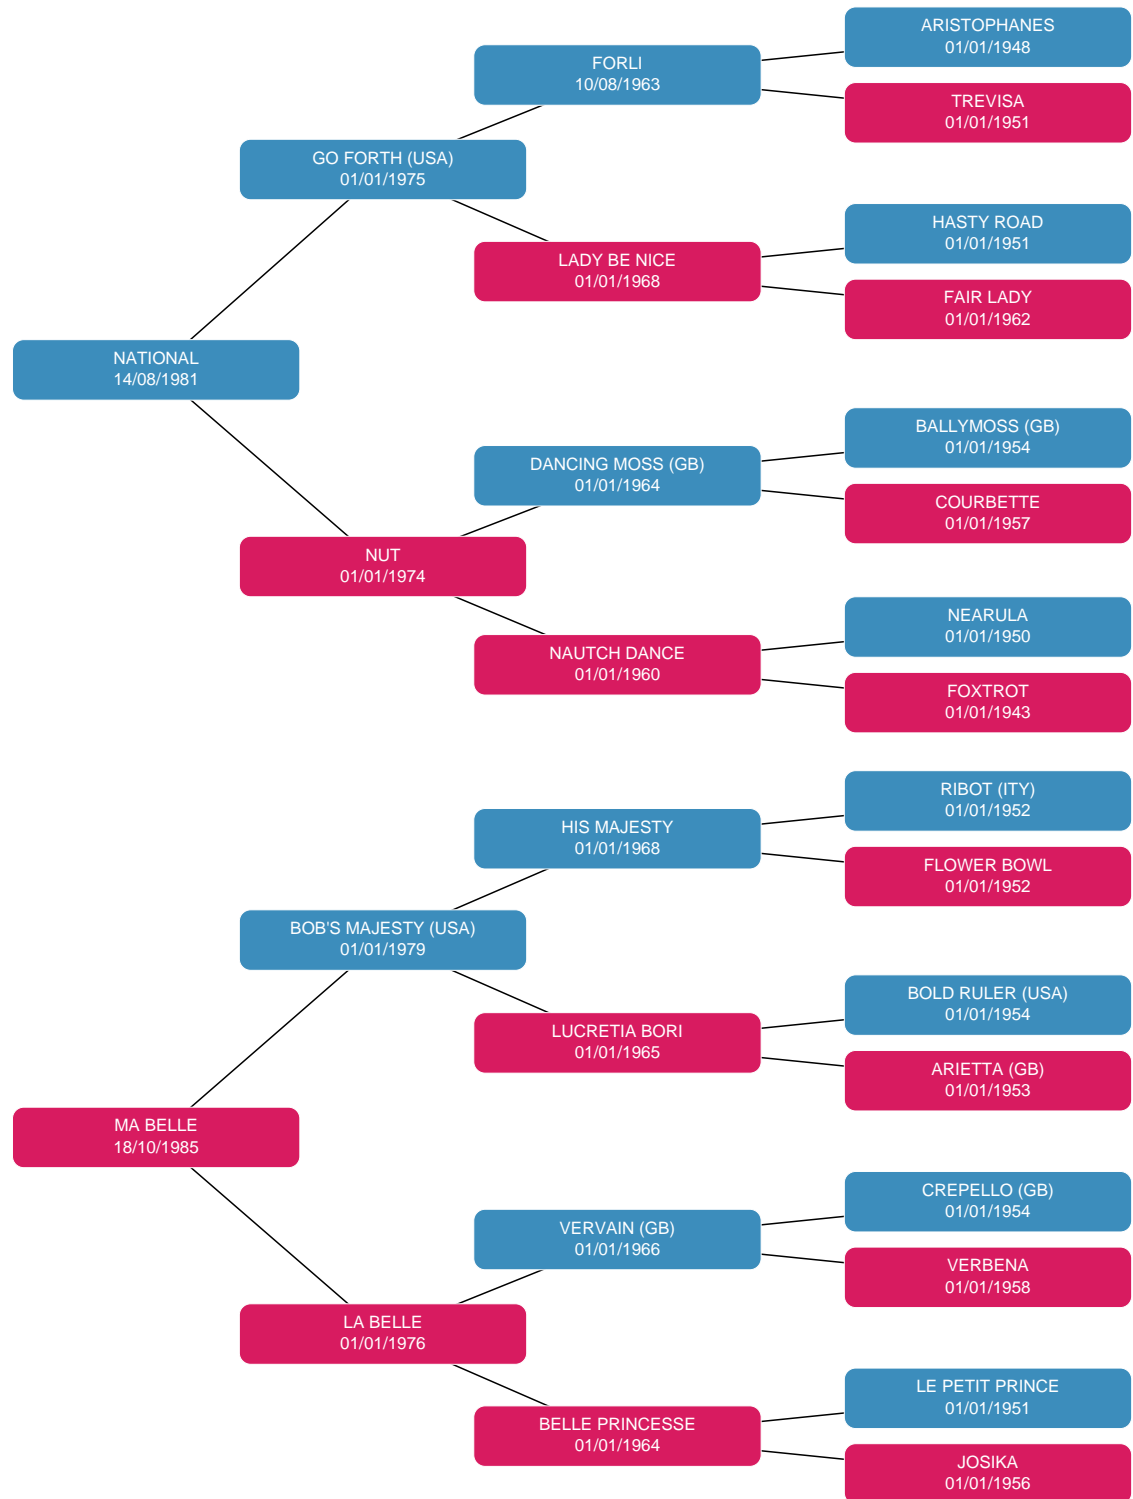 ARISTOPHANES
01/01/1948
FORLI
10/08/1963
TREVISA
01/01/1951
GO FORTH (USA)
01/01/1975
HASTY ROAD
01/01/1951
LADY BE NICE
01/01/1968
FAIR LADY
01/01/1962
NATIONAL
14/08/1981
BALLYMOSS (GB)
01/01/1954
DANCING MOSS (GB)
01/01/1964
COURBETTE
01/01/1957
NUT
01/01/1974
NEARULA
01/01/1950
NAUTCH DANCE
01/01/1960
FOXTROT
01/01/1943
RIBOT (ITY)
01/01/1952
HIS MAJESTY
01/01/1968
FLOWER BOWL
01/01/1952
BOB'S MAJESTY (USA)
01/01/1979
BOLD RULER (USA)
01/01/1954
LUCRETIA BORI
01/01/1965
ARIETTA (GB)
01/01/1953
MA BELLE
18/10/1985
CREPELLO (GB)
01/01/1954
VERVAIN (GB)
01/01/1966
VERBENA
01/01/1958
LA BELLE
01/01/1976
LE PETIT PRINCE
01/01/1951
BELLE PRINCESSE
01/01/1964
JOSIKA
01/01/1956